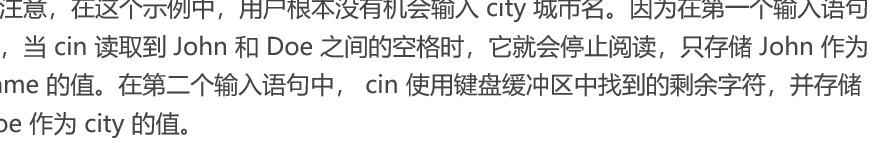 注意，在这个示例中，用户根本没有机会输入 city 城市名。因为在第一个输入语句
，当 cin 读取到 John 和 Doe 之间的空格时，它就会停止阅读，只存储 John 作为
ame 的值。在第二个输入语句中， cin 使用键盘缓冲区中找到的剩余字符，并存储
oe 作为 city 的值。